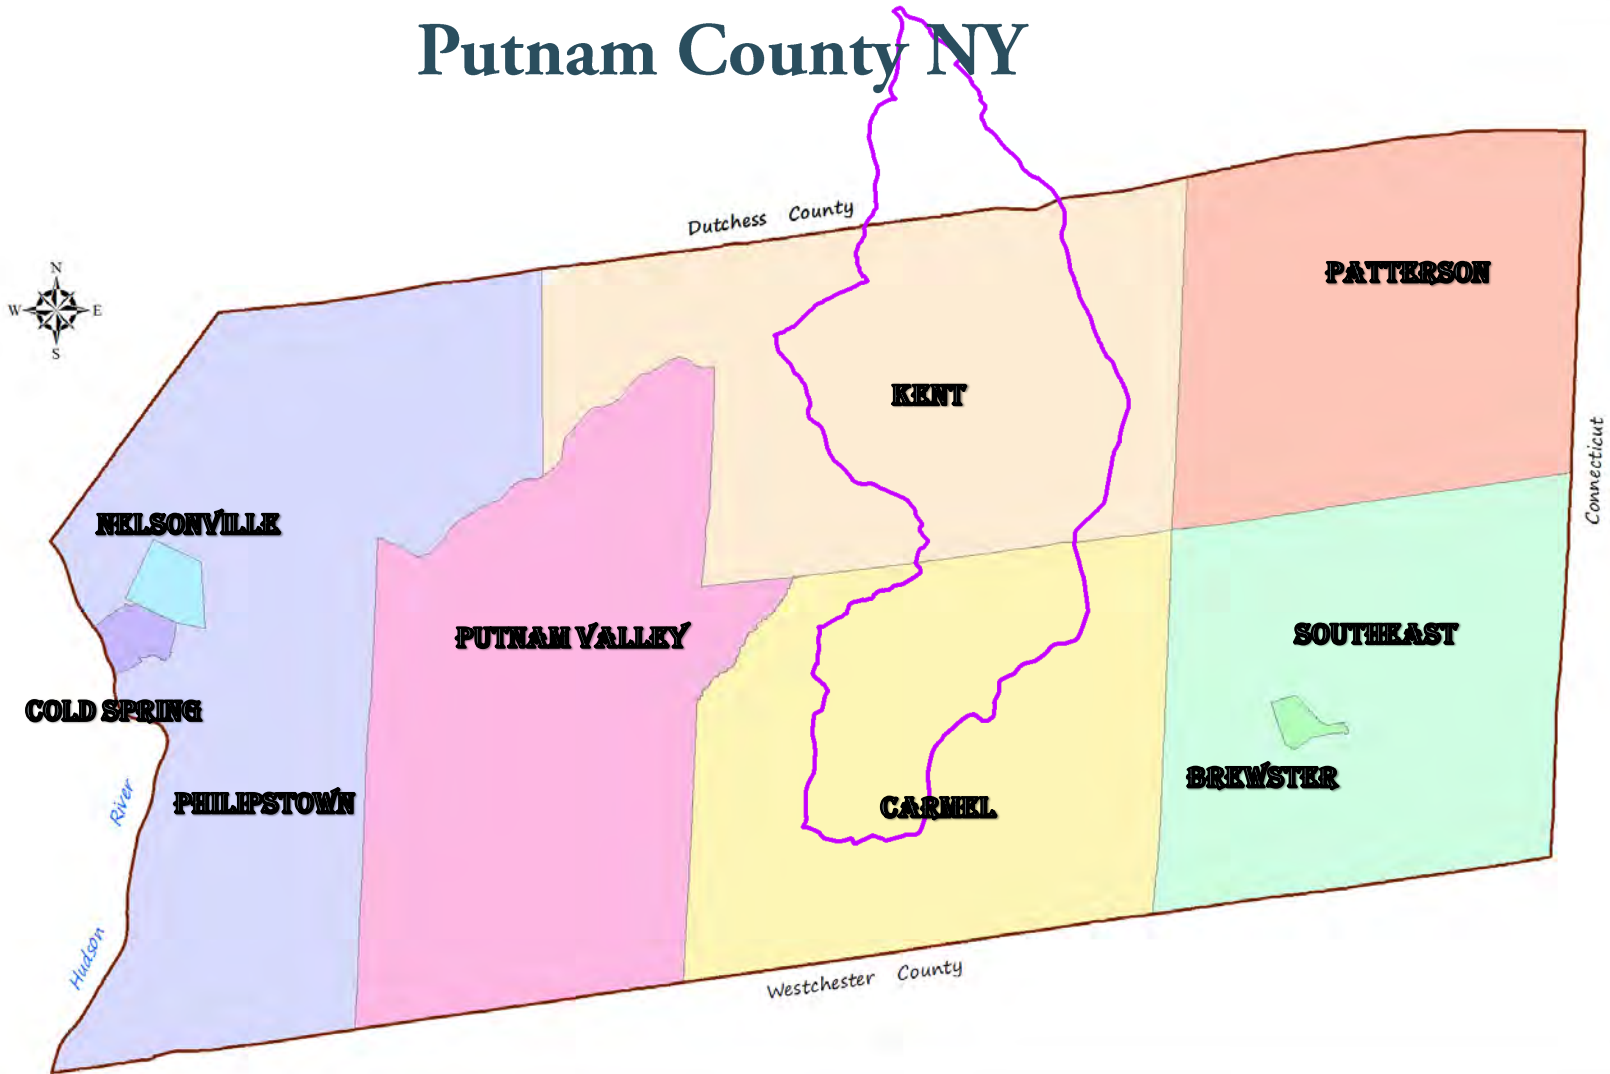 Putnam County NY
Dutchess County
PATTERSON
N
W E
S
KENT
Connecticut
NELSONVILLE
PUTNAM VALLEY
SOUTHEAST
COLD SPRING
BREWSTER
PHILIPSTOWN
CARMEL
Hudson River
Westchester County